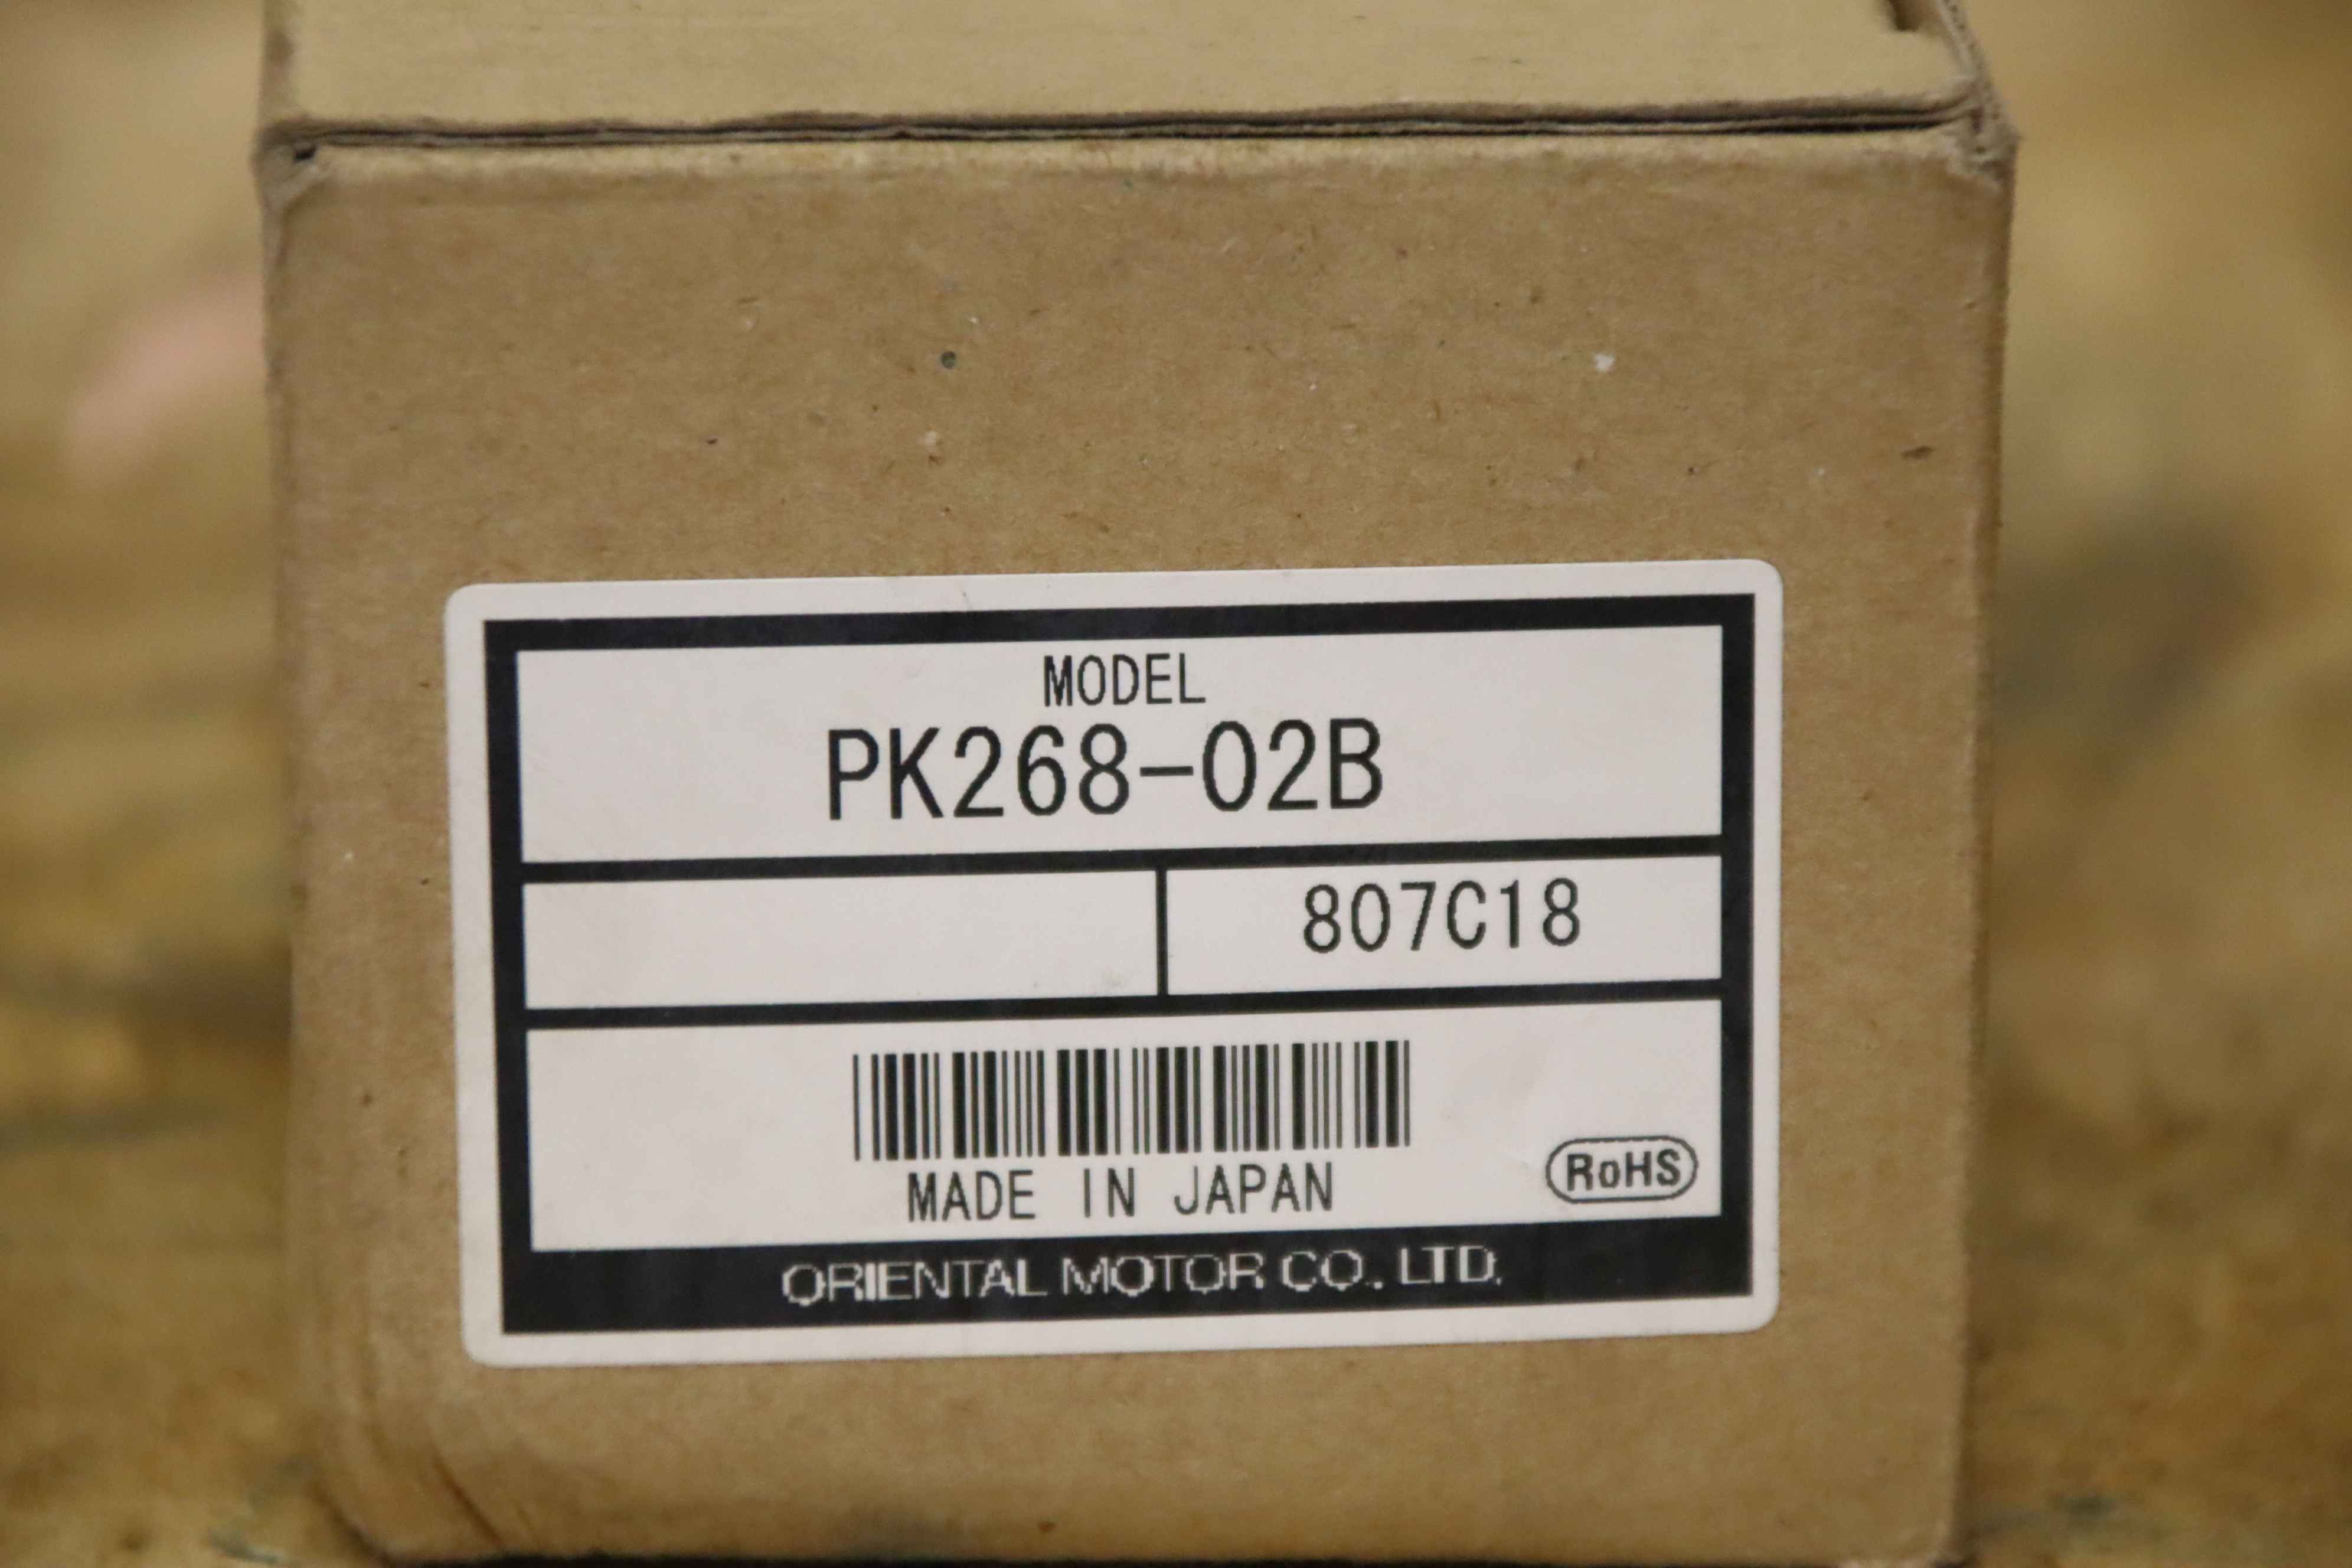 MODEL
PK268-02B
807C18
MADE IN JAPAN
RoHS
ORIENTAL MOTOR CO., LTD.